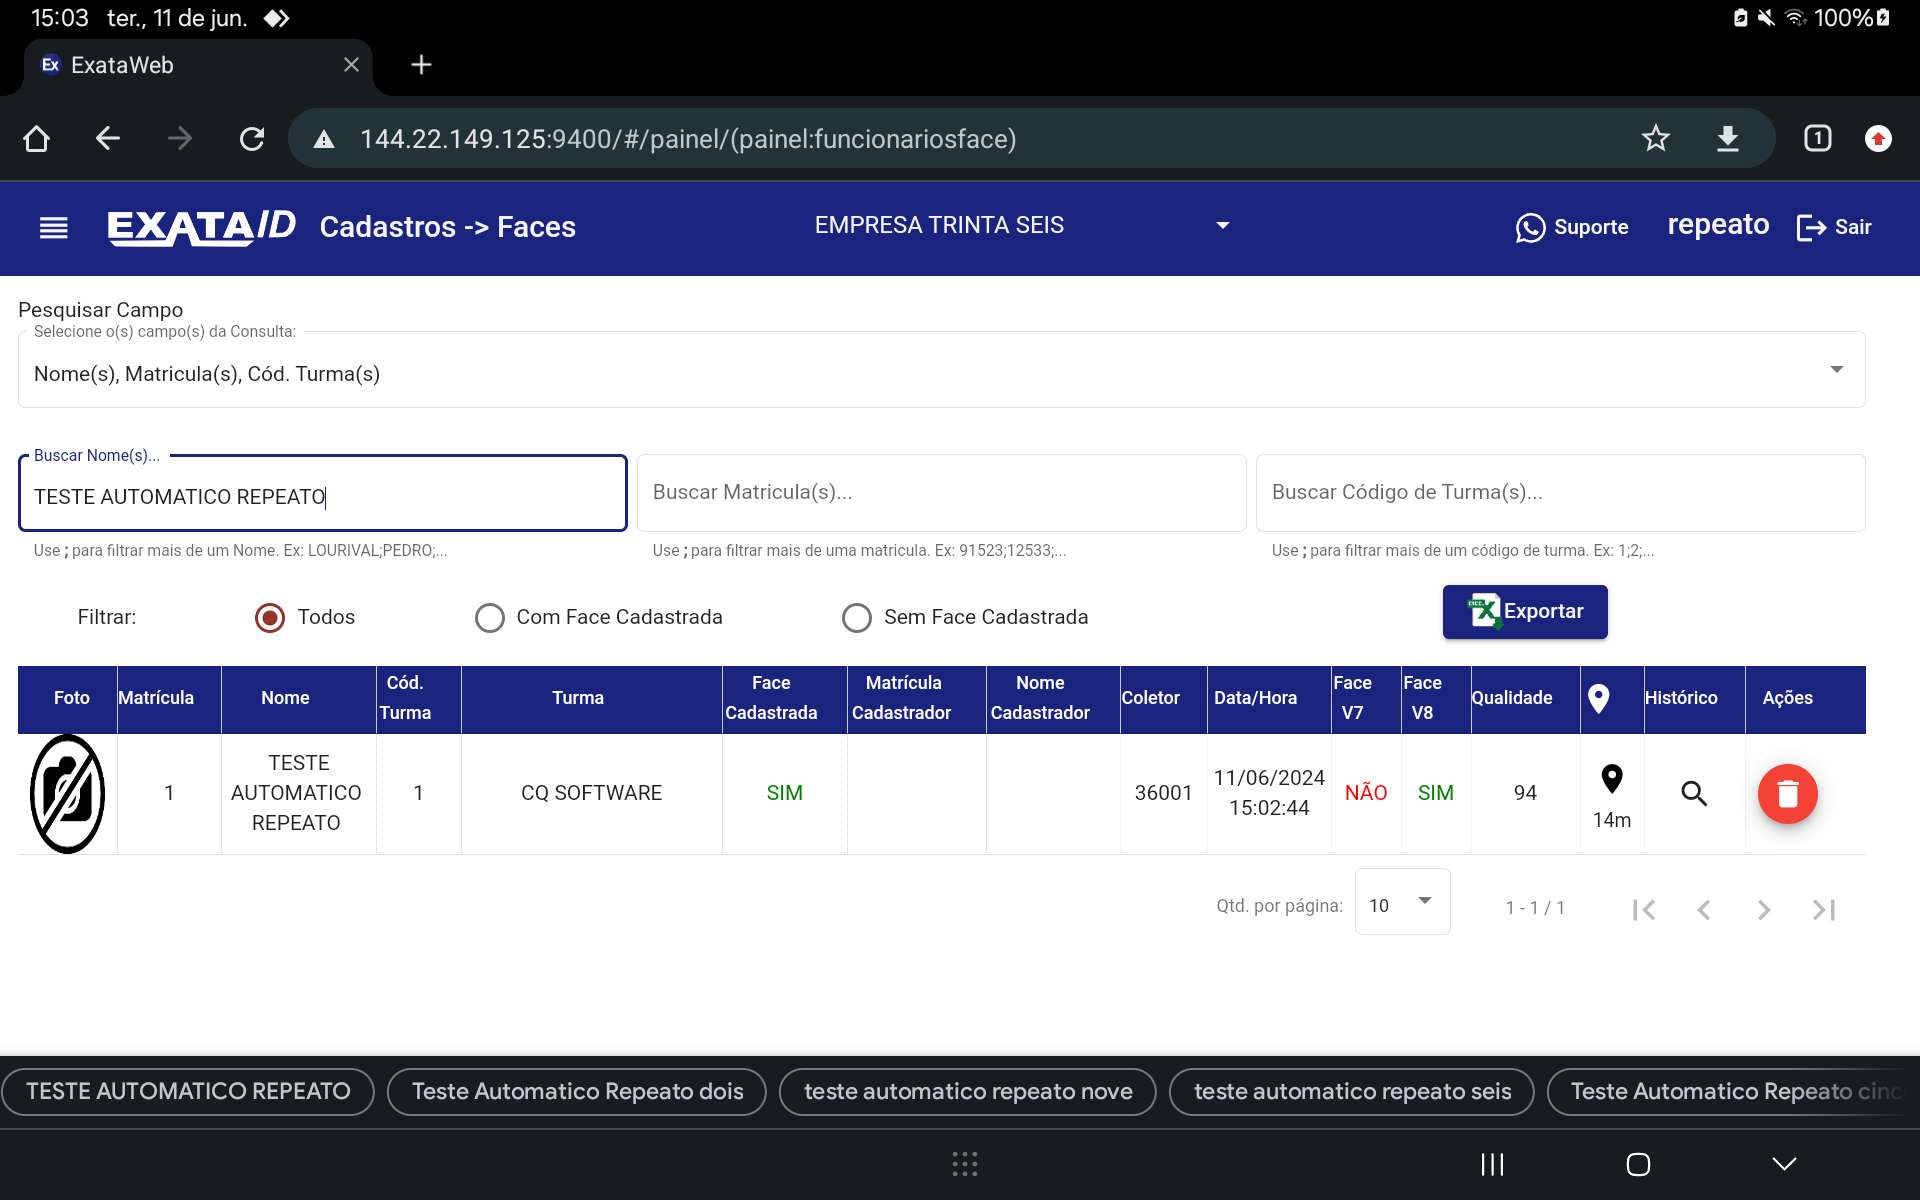 15:03 ter., 11 de jun. 100%
Ex ExataWeb
144.22.149.125:9400/#/painel/(painel:funcionariosface) 1
EXATA/ID Cadastros -> Faces EMPRESA TRINTA SEIS Suporte repeato Sair
Pesquisar Campo
Selecione o(s) campo(s) da Consulta:
Nome(s), Matricula(s), Cód. Turma(s)
Buscar Nome(s)...
TESTE AUTOMATICO REPEATO Buscar Matricula(s)... Buscar Código de Turma(s)...
Use ; para filtrar mais de um Nome. Ex: LOURIVAL;PEDRO;... Use ; para filtrar mais de uma matricula. Ex: 91523;12533;... Use ; para filtrar mais de um código de turma. Ex: 1;2;...
Filtrar: Todos Com Face Cadastrada Sem Face Cadastrada Exportar
Foto Matrícula Nome Cód. Turma Turma Face Cadastrada Matrícula Cadastrador Nome Cadastrador Coletor Data/Hora Face V7 Face V8 Qualidade Histórico Ações
1 TESTE AUTOMATICO REPEATO 1 CQ SOFTWARE SIM 36001 11/06/2024 15:02:44 NÃO SIM 94 14m
Qtd. por página: 10 1 - 1 / 1
TESTE AUTOMATICO REPEATO Teste Automatico Repeato dois teste automatico repeato nove teste automatico repeato seis Teste Automatico Repeato cinc